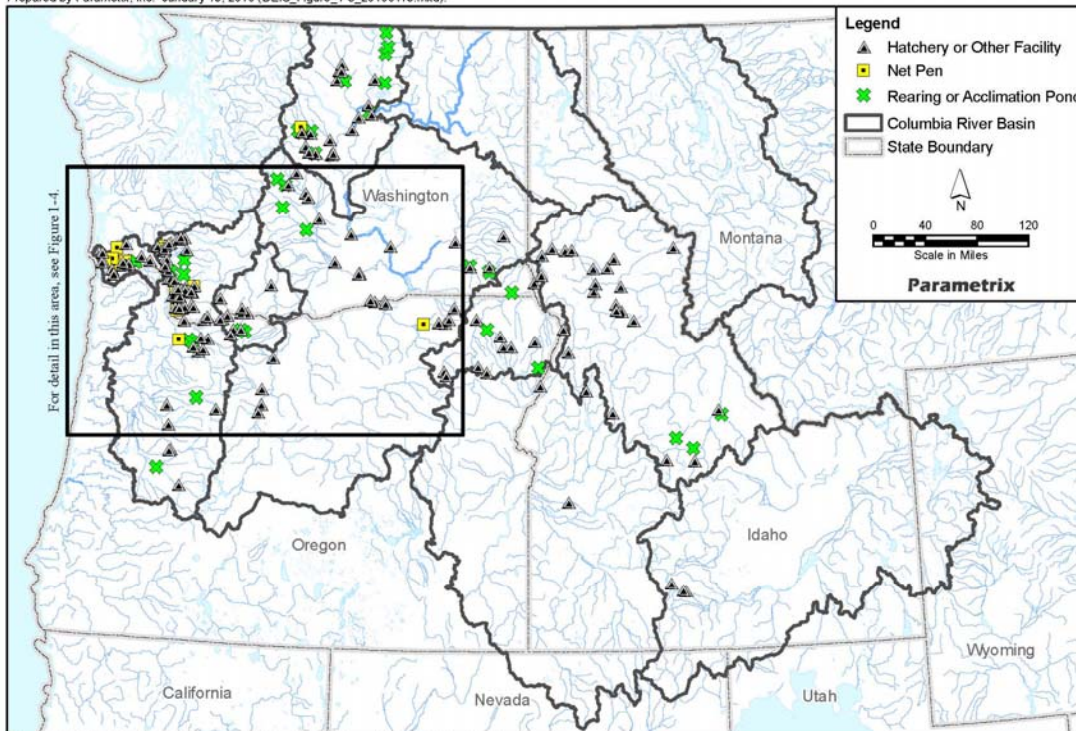 Legend
Hatchery or Other Facility
Net Pen
Rearing or Acclimation Pond
Columbia River Basin
State Boundary
N
0 40 80 120
Scale in Miles
Parametrix
For detail in this area, see Figure 1-4.
Washington
Montana
Oregon
Idaho
Wyoming
California
Nevada
Utah